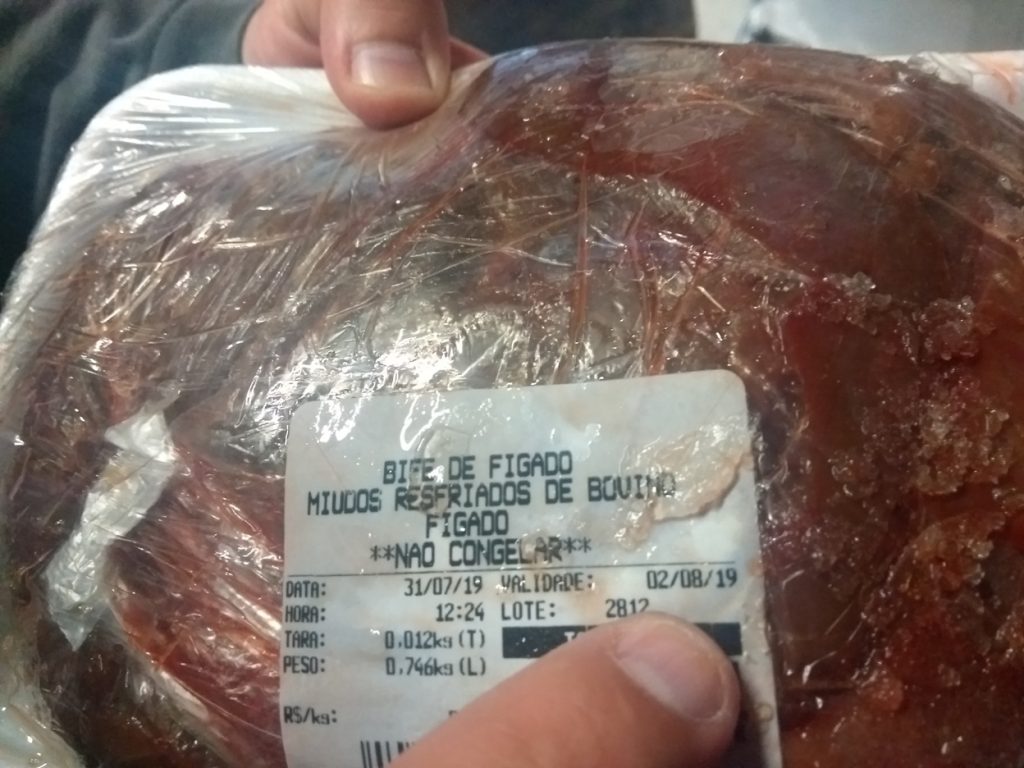 BIFE DE FIGADO
MIUDOS RESFRIADOS DE BOVINO
FIGADO
**NAO CONGELAR**
DATA: 31/07/19 VALIDADE: 02/08/19
HORA: 12:24 LOTE: 2812
TARA: 0.012kg (T)
PESO: 0.746kg (L)
R$/kg: